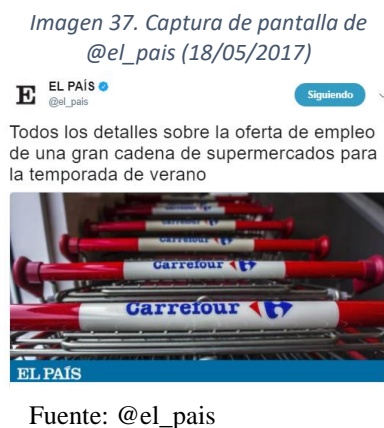 Imagen 37. Captura de pantalla de
@el_pais (18/05/2017)
E EL PAÍS
@el_pais
Siguiendo
Todos los detalles sobre la oferta de empleo
de una gran cadena de supermercados para
la temporada de verano
Carrefour
Carrefour
Carrefour
EL PAÍS
Fuente: @el_pais